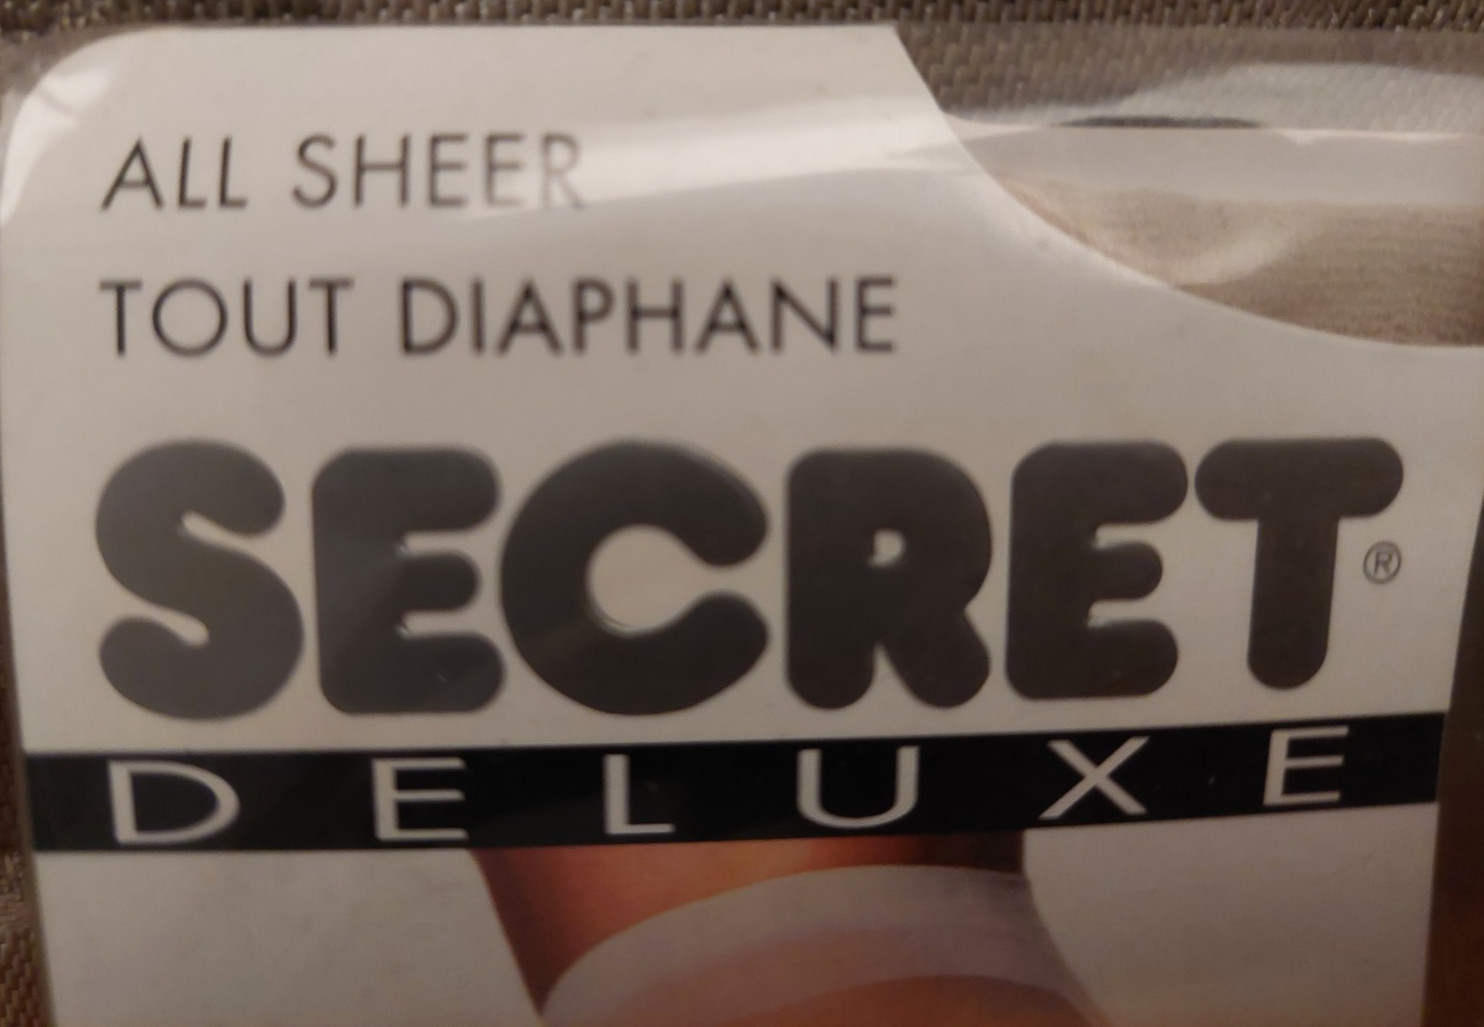 ALL SHEER
TOUT DIAPHANE
SECRET®
DELUXE